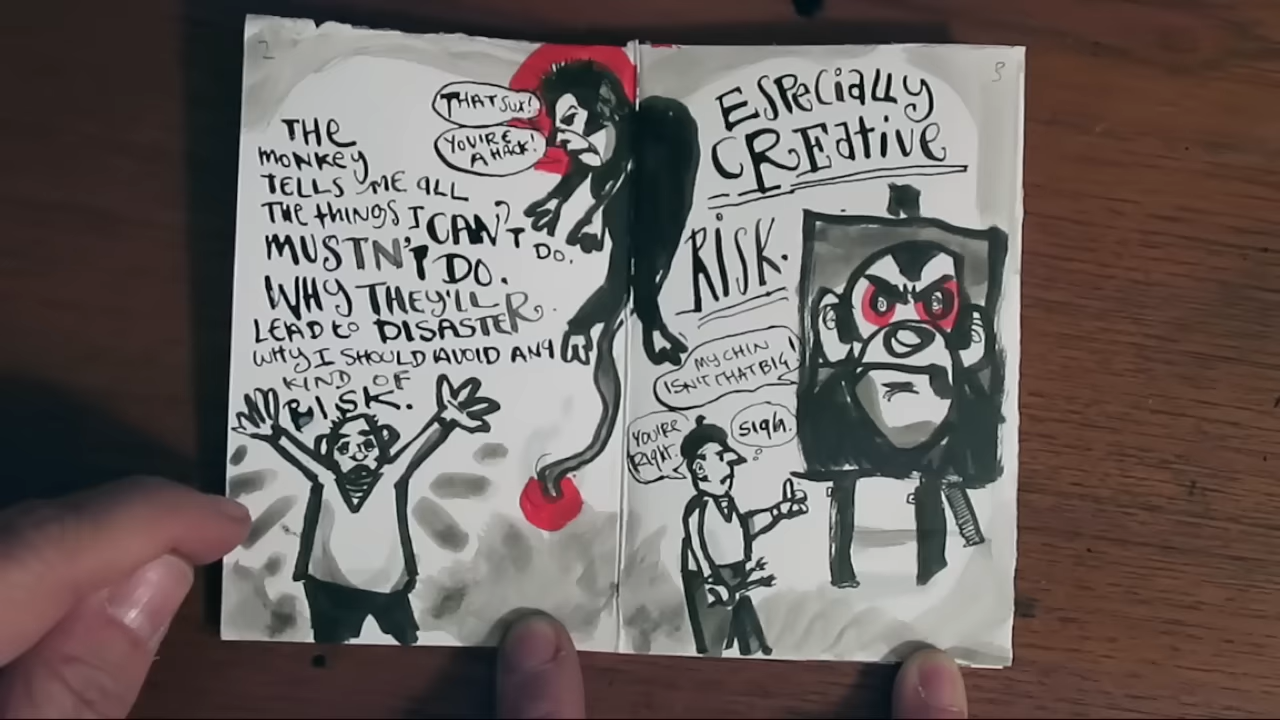 2
THE
MONKEY
TELLS ME ALL
THE thiNGS I CAN'T DO.
MUSTN'T DO.
WHY THEY'LL
LEAD to DISASTER
WHY I SHOULD AVOID ANY
KIND OF
RISK.
THAT SUX!
YOU'RE
A HACK!
3
ESPECiALLY
CREative
RiSK.
MY CHIN
ISN'T THAT BIG!
YOU'RE
Right.
Sigh.